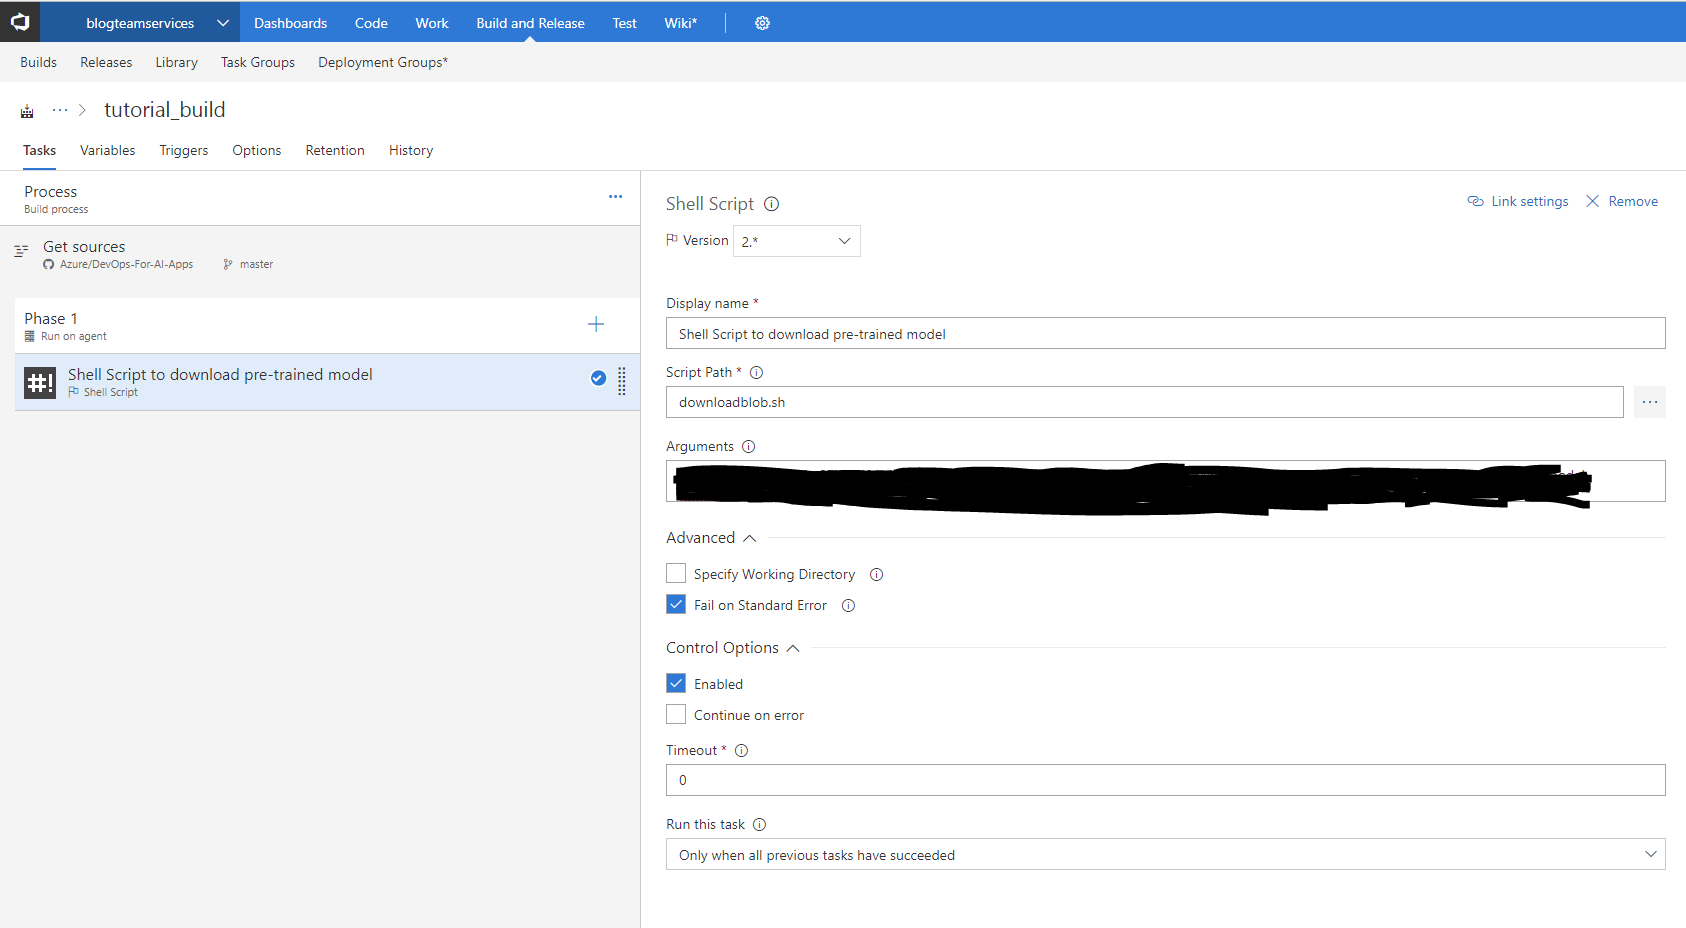 blogteamservices Dashboards Code Work Build and Release Test Wiki*
Builds Releases Library Task Groups Deployment Groups*
··· tutorial_build
Tasks Variables Triggers Options Retention History
Process
Build process
Get sources
Azure/DevOps-For-AI-Apps master
Phase 1
Run on agent
#! Shell Script to download pre-trained model
Shell Script
Shell Script Link settings Remove
Version 2.*
Display name *
Shell Script to download pre-trained model
Script Path *
downloadblob.sh
Arguments
Advanced
Specify Working Directory
Fail on Standard Error
Control Options
Enabled
Continue on error
Timeout *
0
Run this task
Only when all previous tasks have succeeded